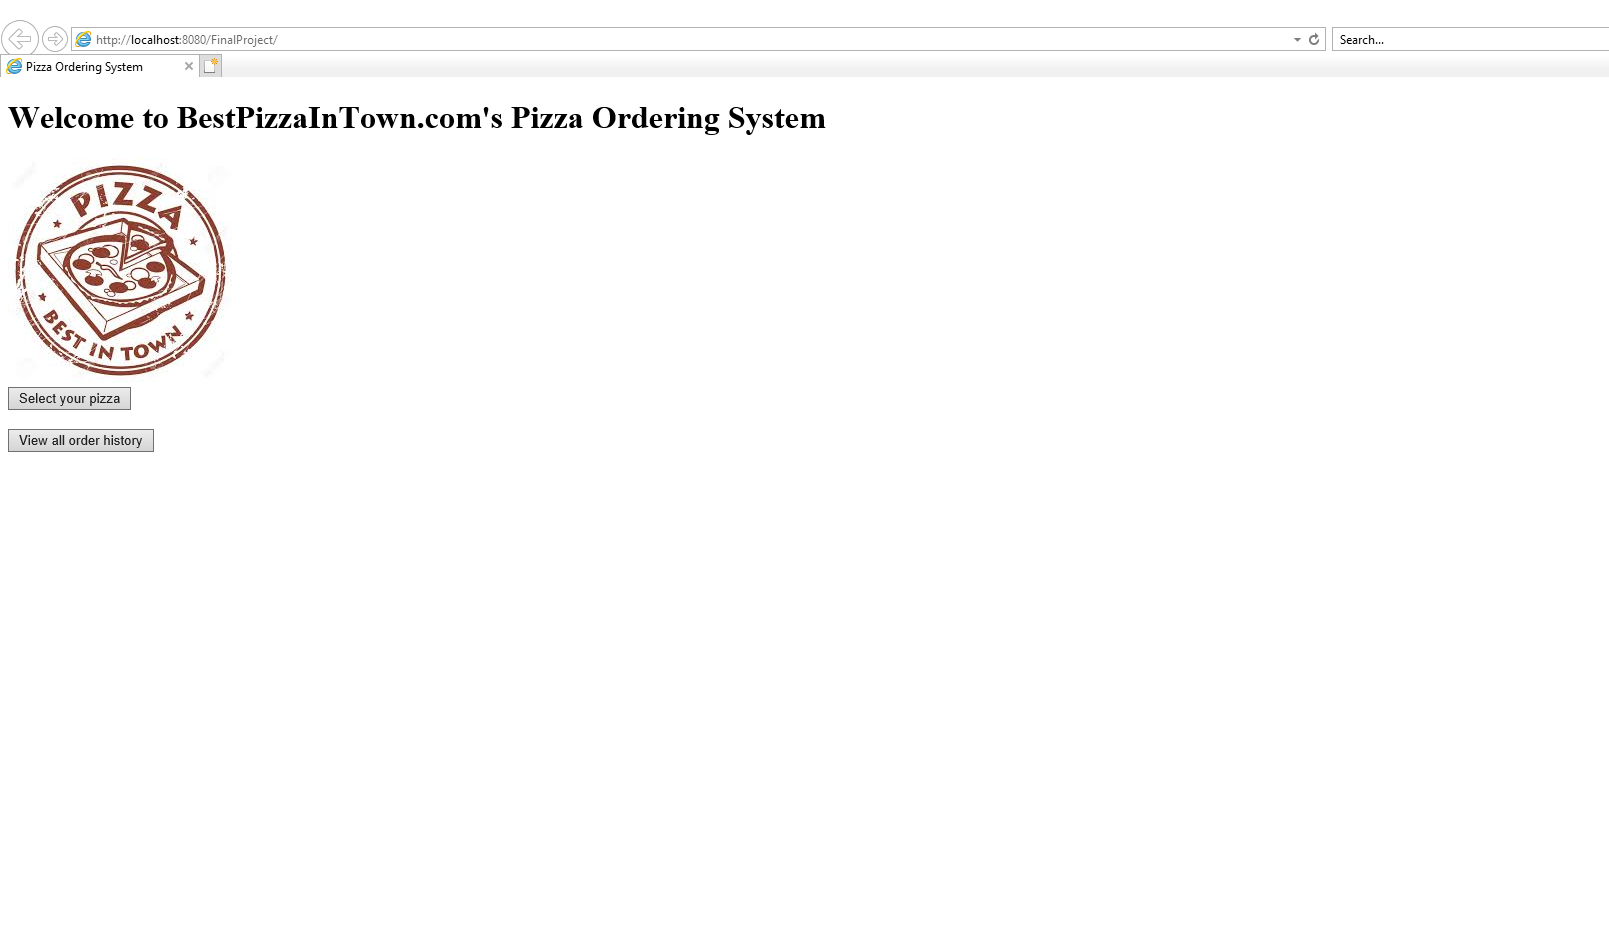 http://localhost:8080/FinalProject/
Search...
Pizza Ordering System
Welcome to BestPizzaInTown.com's Pizza Ordering System
PIZZA
BEST IN TOWN
Select your pizza
View all order history